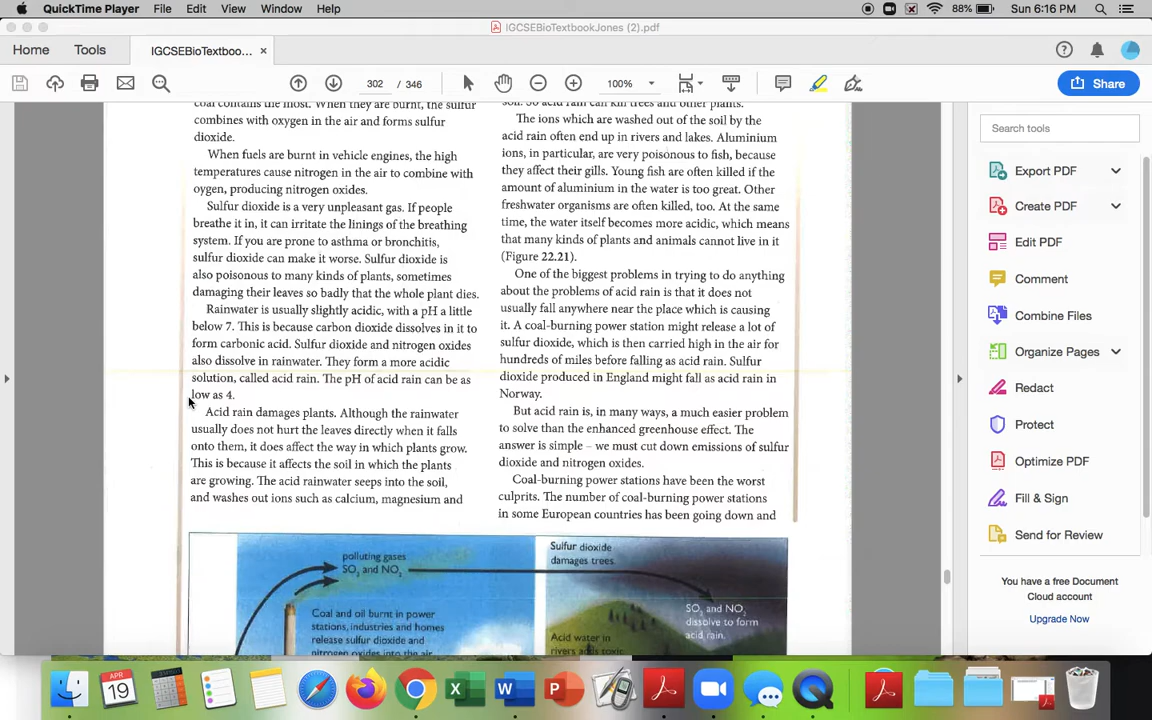 QuickTime Player File Edit View Window Help
88% Sun 6:16 PM
IGCSEBioTextbookJones (2).pdf
Home Tools IGCSEBioTextboo... ×
302 / 346 100% Share
coal contains the most. When they are burnt, the sulfur
combines with oxygen in the air and forms sulfur
dioxide.
When fuels are burnt in vehicle engines, the high
temperatures cause nitrogen in the air to combine with
oygen, producing nitrogen oxides.
Sulfur dioxide is a very unpleasant gas. If people
breathe it in, it can irritate the linings of the breathing
system. If you are prone to asthma or bronchitis,
sulfur dioxide can make it worse. Sulfur dioxide is
also poisonous to many kinds of plants, sometimes
damaging their leaves so badly that the whole plant dies.
Rainwater is usually slightly acidic, with a pH a little
below 7. This is because carbon dioxide dissolves in it to
form carbonic acid. Sulfur dioxide and nitrogen oxides
also dissolve in rainwater. They form a more acidic
solution, called acid rain. The pH of acid rain can be as
low as 4.
Acid rain damages plants. Although the rainwater
usually does not hurt the leaves directly when it falls
onto them, it does affect the way in which plants grow.
This is because it affects the soil in which the plants
are growing. The acid rainwater seeps into the soil,
and washes out ions such as calcium, magnesium and
soil. So acid rain can kill trees and other plants.
The ions which are washed out of the soil by the
acid rain often end up in rivers and lakes. Aluminium
ions, in particular, are very poisonous to fish, because
they affect their gills. Young fish are often killed if the
amount of aluminium in the water is too great. Other
freshwater organisms are often killed, too. At the same
time, the water itself becomes more acidic, which means
that many kinds of plants and animals cannot live in it
(Figure 22.21).
One of the biggest problems in trying to do anything
about the problems of acid rain is that it does not
usually fall anywhere near the place which is causing
it. A coal-burning power station might release a lot of
sulfur dioxide, which is then carried high in the air for
hundreds of miles before falling as acid rain. Sulfur
dioxide produced in England might fall as acid rain in
Norway.
But acid rain is, in many ways, a much easier problem
to solve than the enhanced greenhouse effect. The
answer is simple – we must cut down emissions of sulfur
dioxide and nitrogen oxides.
Coal-burning power stations have been the worst
culprits. The number of coal-burning power stations
in some European countries has been going down and
polluting gases
SO₂ and NO₂
Coal and oil burnt in power
stations, industries and homes
release sulfur dioxide and
nitrogen oxides into the air
Sulfur dioxide
damages trees.
SO₂ and NO₂
dissolve to form
acid rain.
Acid water in
rivers adds toxic
Search tools
Export PDF
Create PDF
Edit PDF
Comment
Combine Files
Organize Pages
Redact
Protect
Optimize PDF
Fill & Sign
Send for Review
You have a free Document
Cloud account
Upgrade Now
APR
19
X W P